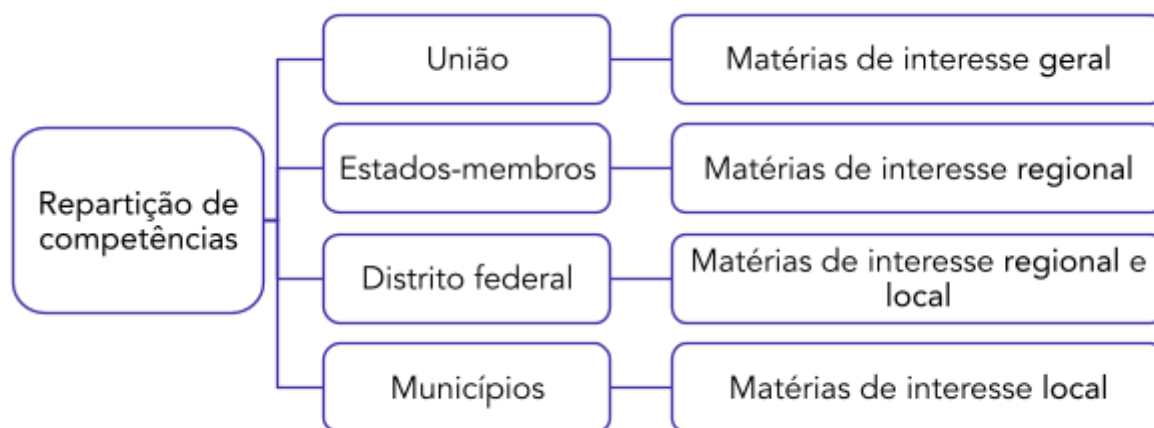 Repartição de
competências
União
Matérias de interesse geral
Estados-membros
Matérias de interesse regional
Distrito federal
Matérias de interesse regional e
local
Municípios
Matérias de interesse local